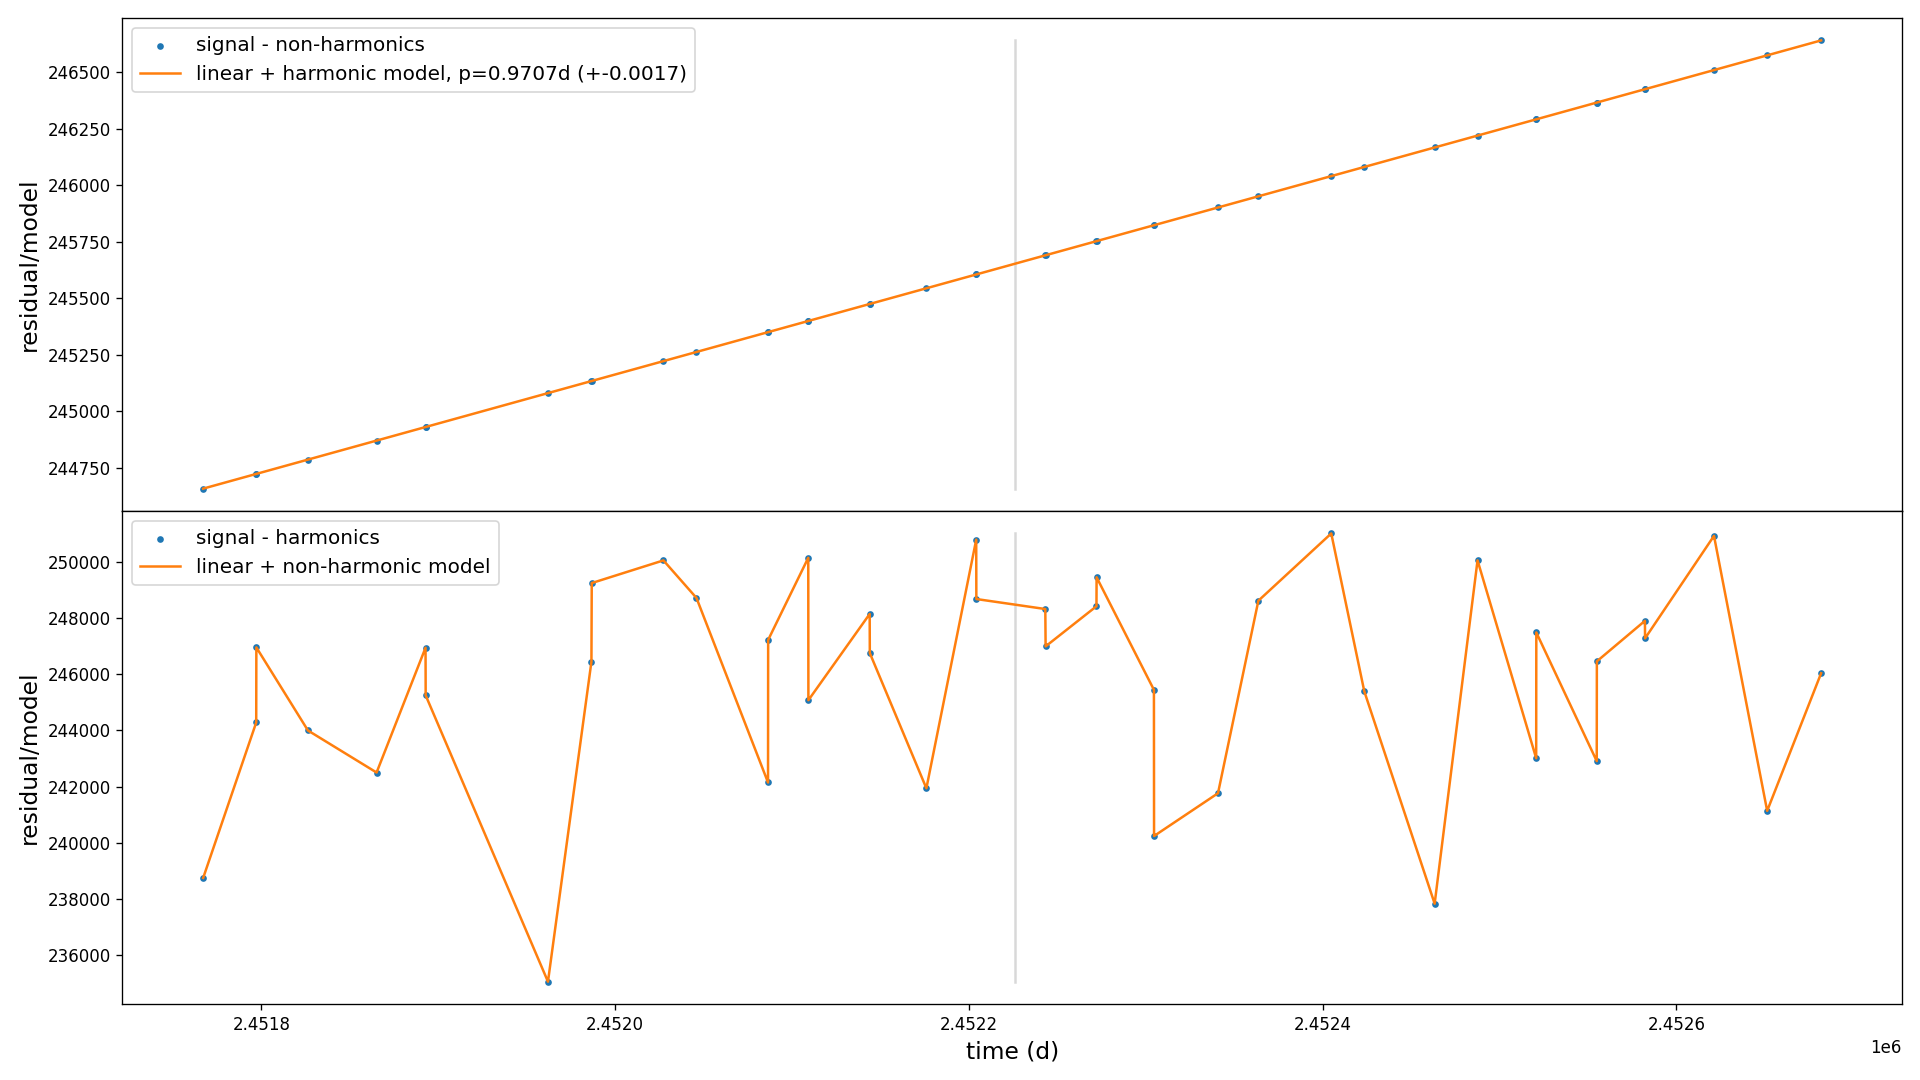 signal - non-harmonics
linear + harmonic model, p=0.9707d (+-0.0017)
246500
246250
246000
245750
245500
245250
245000
244750
residual/model
signal - harmonics
linear + non-harmonic model
250000
248000
246000
244000
242000
240000
238000
236000
residual/model
2.4518
2.4520
2.4522
2.4524
2.4526
time (d)
1e6